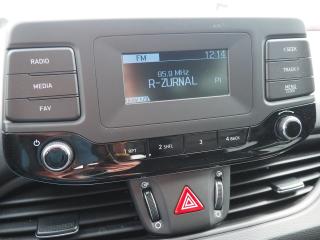 FM 12:14
RADIO
< SEEK
95.0 MHz
R-ZURNAL
MEDIA
TRACK >
FAV
MENU
1 RPT 2 SHFL 3 4 BACK